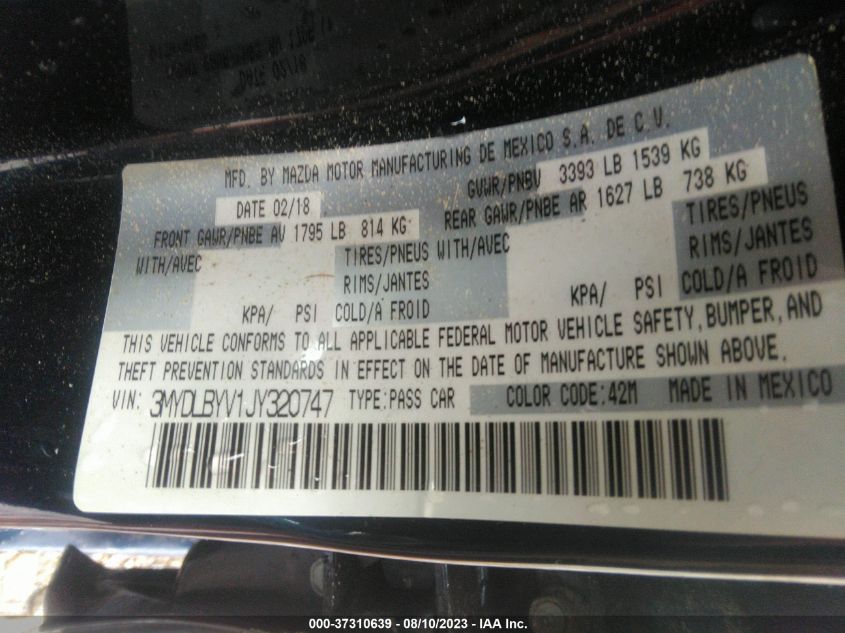 MFD. BY MAZDA MOTOR MANUFACTURING DE MEXICO S.A. DE C.V.
DATE 02/18 GVWR/PNBV 3393 LB 1539 KG
FRONT GAWR/PNBE AV 1795 LB 814 KG REAR GAWR/PNBE AR 1627 LB 738 KG
WITH/AVEC TIRES/PNEUS WITH/AVEC TIRES/PNEUS
RIMS/JANTES RIMS/JANTES
KPA/ PSI COLD/A FROID KPA/ PSI COLD/A FROID
THIS VEHICLE CONFORMS TO ALL APPLICABLE FEDERAL MOTOR VEHICLE SAFETY, BUMPER, AND
THEFT PREVENTION STANDARDS IN EFFECT ON THE DATE OF MANUFACTURE SHOWN ABOVE.
VIN: 3MYDLBYV1JY320747 TYPE:PASS CAR COLOR CODE:42M MADE IN MEXICO
000-37310639 - 08/10/2023 - IAA Inc.